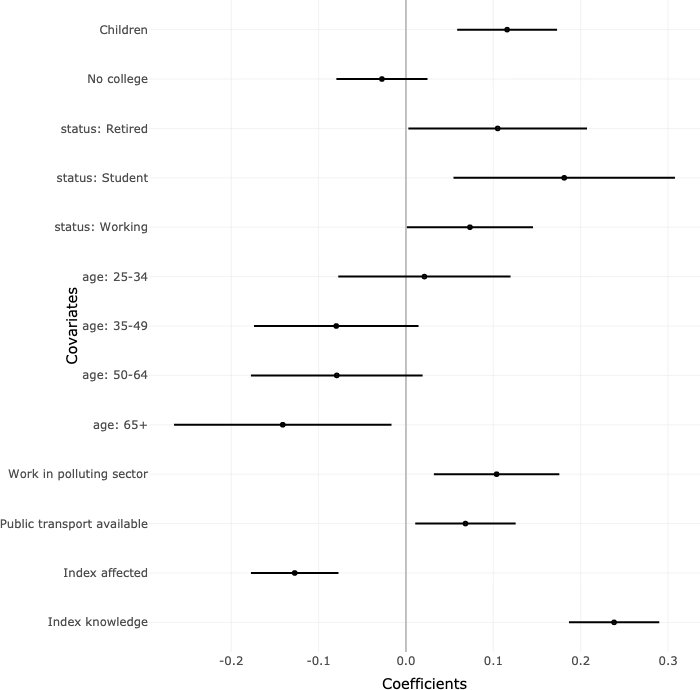 Children
No college
status: Retired
status: Student
status: Working
age: 25-34
Covariates
age: 35-49
age: 50-64
age: 65+
Work in polluting sector
Public transport available
Index affected
Index knowledge
-0.2 -0.1 0.0 0.1 0.2 0.3
Coefficients